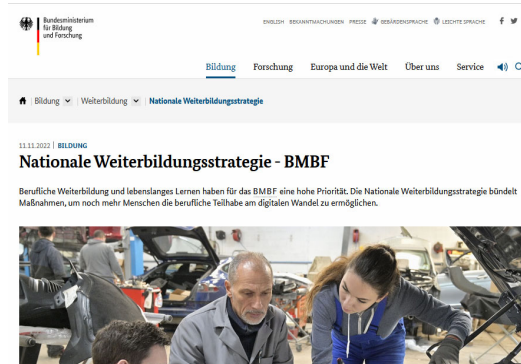 Bundesministerium
für Bildung
und Forschung
ENGLISH BEKANNTMACHUNGEN PRESSE GEBÄRDENSPRACHE LEICHTE SPRACHE
Bildung Forschung Europa und die Welt Über uns Service
Bildung Weiterbildung Nationale Weiterbildungsstrategie
11.11.2022 | BILDUNG
Nationale Weiterbildungsstrategie - BMBF
Berufliche Weiterbildung und lebenslanges Lernen haben für das BMBF eine hohe Priorität. Die Nationale Weiterbildungsstrategie bündelt
Maßnahmen, um noch mehr Menschen die berufliche Teilhabe am digitalen Wandel zu ermöglichen.